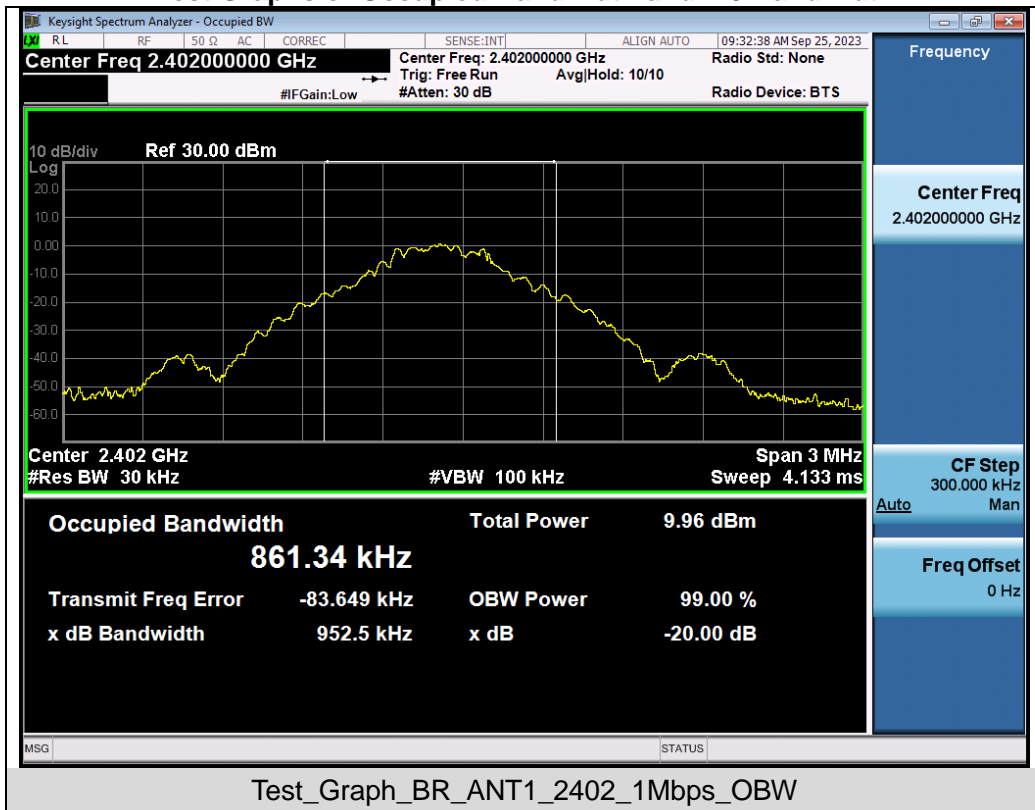 Keysight Spectrum Analyzer - Occupied BW
LXI RL RF 50 Ω AC CORREC SENSE:INT ALIGN AUTO 09:32:38 AM Sep 25, 2023
Center Freq 2.402000000 GHz
Center Freq: 2.402000000 GHz Radio Std: None
Trig: Free Run Avg|Hold: 10/10
#IFGain:Low #Atten: 30 dB Radio Device: BTS
10 dB/div Ref 30.00 dBm
Log
20.0
10.0
0.00
-10.0
-20.0
-30.0
-40.0
-50.0
-60.0
Center 2.402 GHz Span 3 MHz
#Res BW 30 kHz #VBW 100 kHz Sweep 4.133 ms
Occupied Bandwidth Total Power 9.96 dBm
861.34 kHz
Transmit Freq Error -83.649 kHz OBW Power 99.00 %
x dB Bandwidth 952.5 kHz x dB -20.00 dB
MSG STATUS
Frequency
Center Freq
2.402000000 GHz
CF Step
300.000 kHz
Auto Man
Freq Offset
0 Hz
Test_Graph_BR_ANT1_2402_1Mbps_OBW